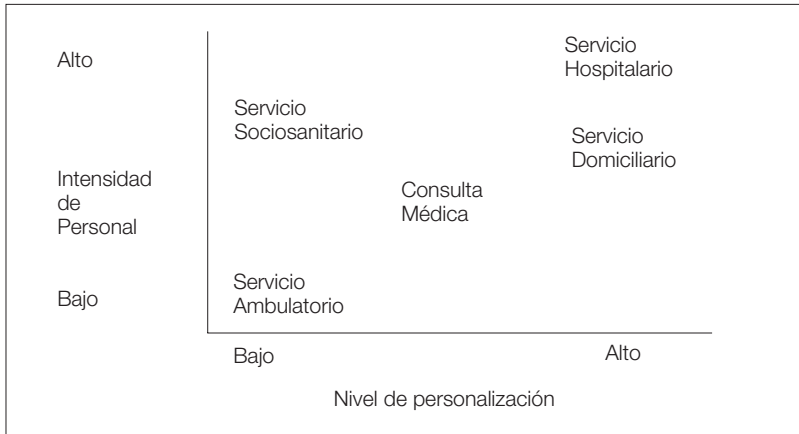 Alto
Servicio
Hospitalario
Servicio
Sociosanitario
Servicio
Domiciliario
Intensidad
de
Personal
Consulta
Médica
Bajo
Servicio
Ambulatorio
Bajo
Alto
Nivel de personalización